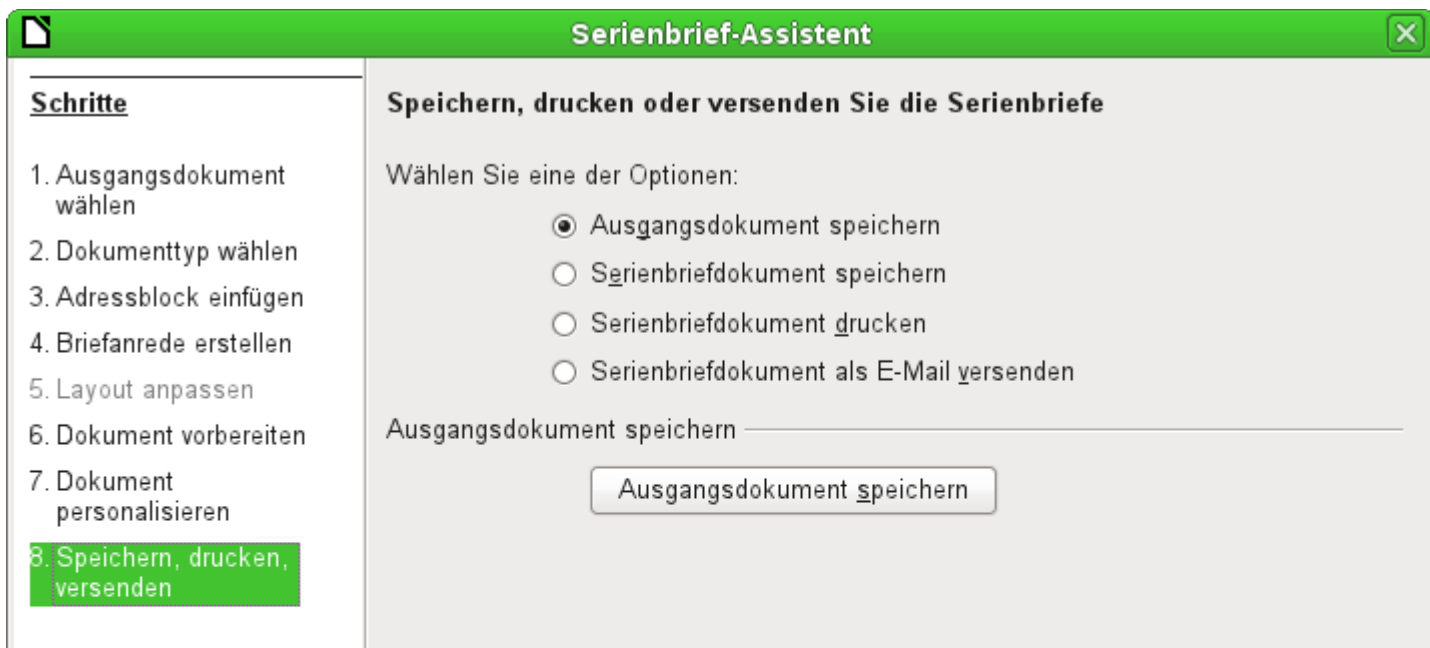 Serienbrief-Assistent
Schritte
1. Ausgangsdokument
wählen
2. Dokumenttyp wählen
3. Adressblock einfügen
4. Briefanrede erstellen
5. Layout anpassen
6. Dokument vorbereiten
7. Dokument
personalisieren
8. Speichern, drucken,
versenden
Speichern, drucken oder versenden Sie die Serienbriefe
Wählen Sie eine der Optionen:
Ausgangsdokument speichern
Serienbriefdokument speichern
Serienbriefdokument drucken
Serienbriefdokument als E-Mail versenden
Ausgangsdokument speichern
Ausgangsdokument speichern